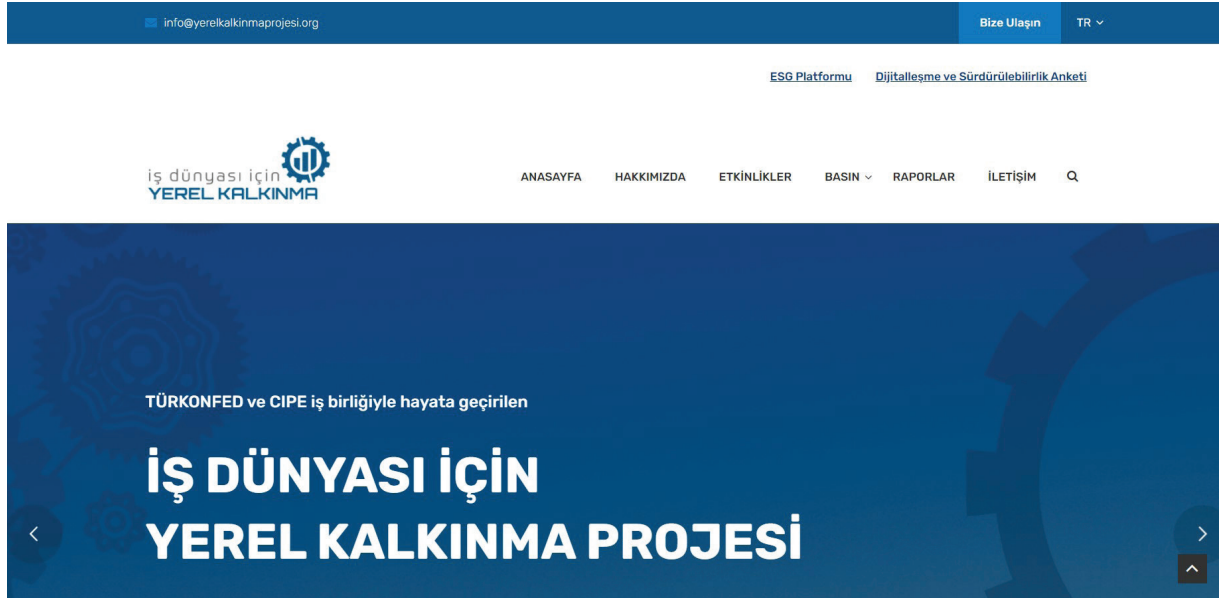 info@yerelkalkinmaprojesi.org
Bize Ulaşın
TR
ESG Platformu
Dijitalleşme ve Sürdürülebilirlik Anketi
iş dünyası için
YEREL KALKINMA
ANASAYFA
HAKKIMIZDA
ETKİNLİKLER
BASIN
RAPORLAR
İLETİŞİM
TÜRKONFED ve CIPE iş birliğiyle hayata geçirilen
İŞ DÜNYASI İÇİN
YEREL KALKINMA PROJESİ